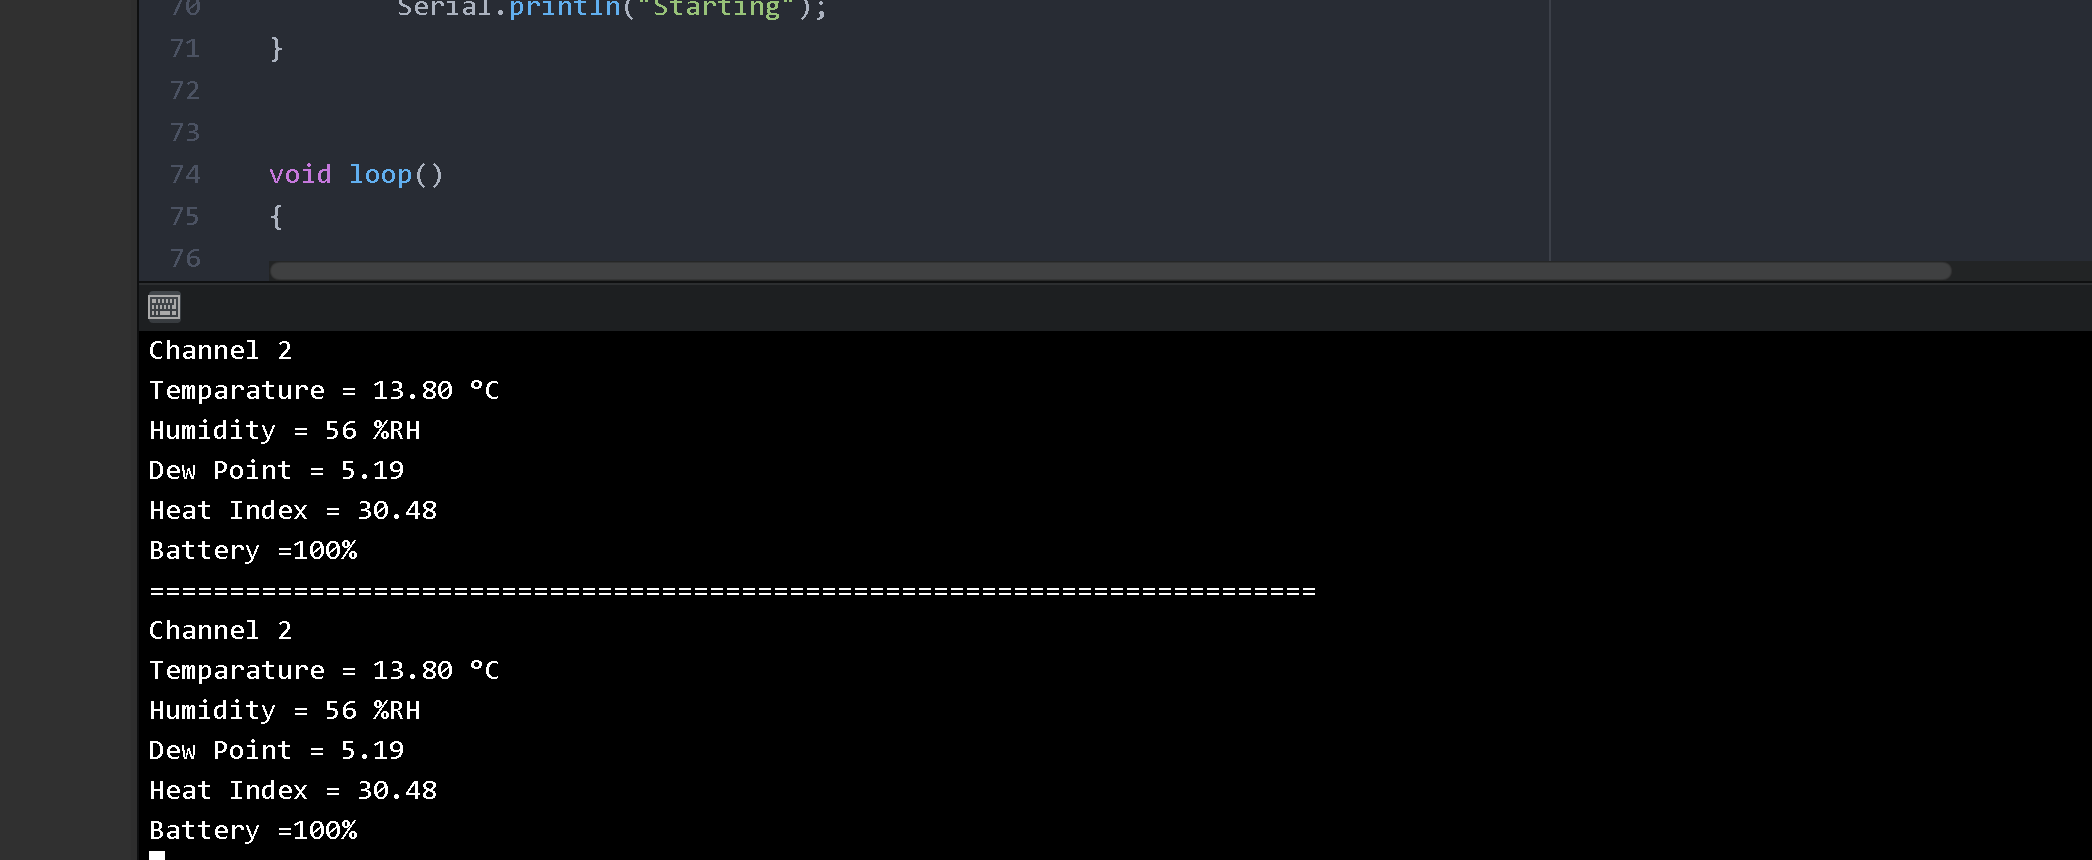 70 Serial.println("Starting");
71 }
72
73
74 void loop()
75 {
76
Channel 2
Temparature = 13.80 ºC
Humidity = 56 %RH
Dew Point = 5.19
Heat Index = 30.48
Battery =100%
=========================================================================
Channel 2
Temparature = 13.80 ºC
Humidity = 56 %RH
Dew Point = 5.19
Heat Index = 30.48
Battery =100%